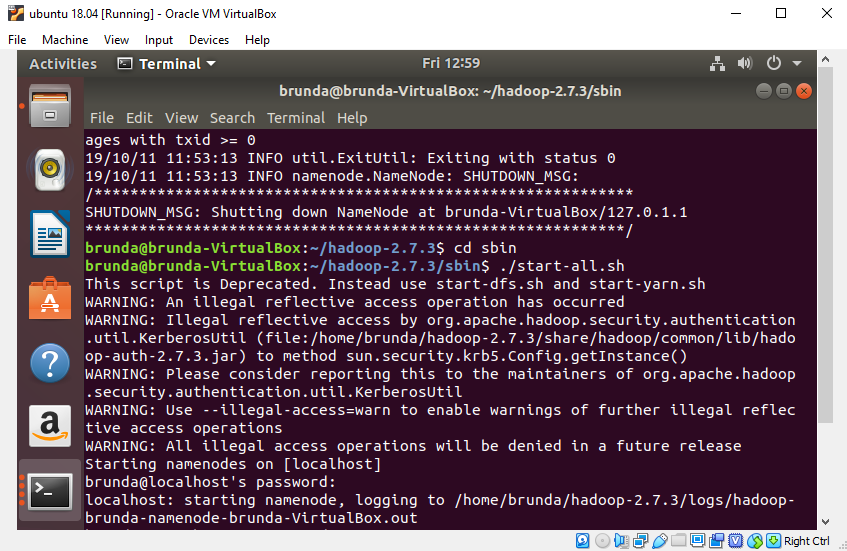 ubuntu 18.04 [Running] - Oracle VM VirtualBox
File Machine View Input Devices Help
Activities Terminal Fri 12:59
brunda@brunda-VirtualBox: ~/hadoop-2.7.3/sbin
File Edit View Search Terminal Help
ages with txid >= 0
19/10/11 11:53:13 INFO util.ExitUtil: Exiting with status 0
19/10/11 11:53:13 INFO namenode.NameNode: SHUTDOWN_MSG:
/************************************************************
SHUTDOWN_MSG: Shutting down NameNode at brunda-VirtualBox/127.0.1.1
************************************************************/
brunda@brunda-VirtualBox:~/hadoop-2.7.3$ cd sbin
brunda@brunda-VirtualBox:~/hadoop-2.7.3/sbin$ ./start-all.sh
This script is Deprecated. Instead use start-dfs.sh and start-yarn.sh
WARNING: An illegal reflective access operation has occurred
WARNING: Illegal reflective access by org.apache.hadoop.security.authentication
.util.KerberosUtil (file:/home/brunda/hadoop-2.7.3/share/hadoop/common/lib/hado
op-auth-2.7.3.jar) to method sun.security.krb5.Config.getInstance()
WARNING: Please consider reporting this to the maintainers of org.apache.hadoop
.security.authentication.util.KerberosUtil
WARNING: Use --illegal-access=warn to enable warnings of further illegal reflec
tive access operations
WARNING: All illegal access operations will be denied in a future release
Starting namenodes on [localhost]
brunda@localhost's password:
localhost: starting namenode, logging to /home/brunda/hadoop-2.7.3/logs/hadoop-
brunda-namenode-brunda-VirtualBox.out
Right Ctrl